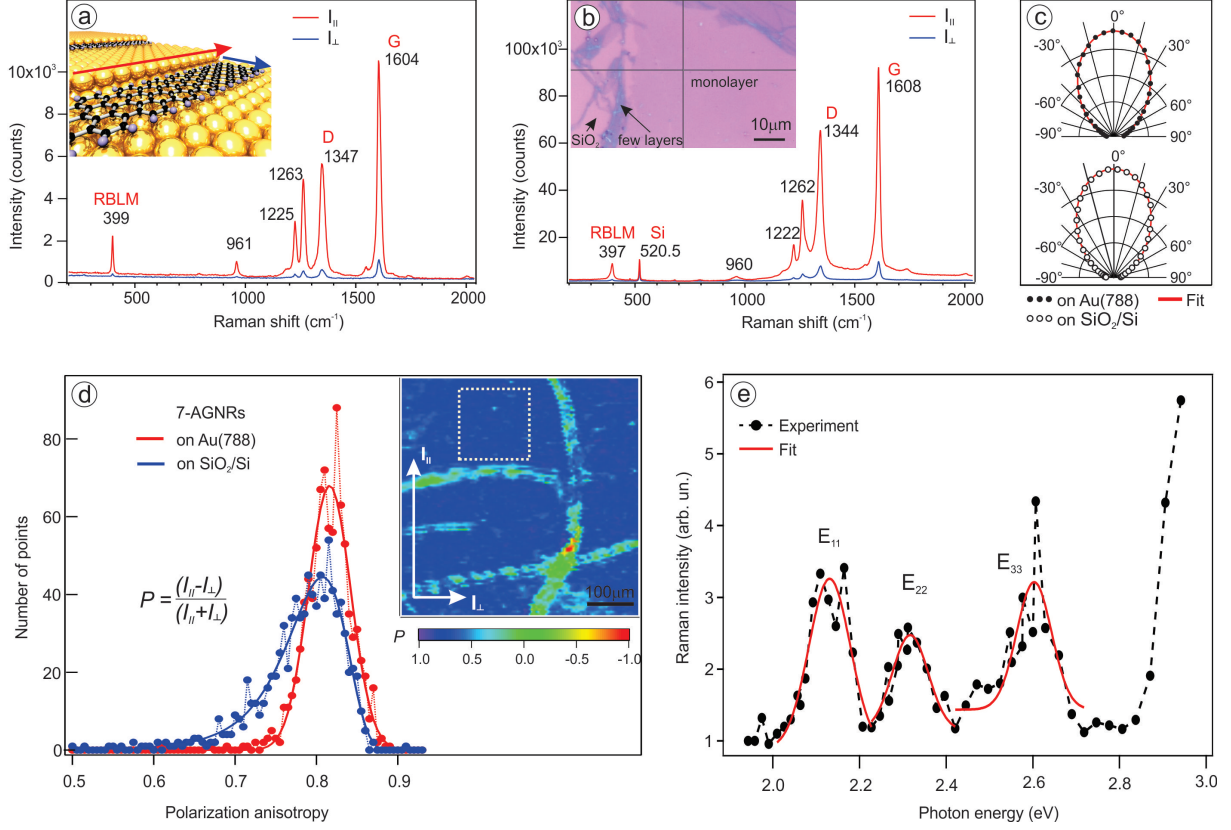 a
I||
I⊥
G
1604
10×10³
8
6
4
2
0
Intensity (counts)
D
1347
1263
1225
RBLM
399
961
500
1000
1500
2000
Raman shift (cm⁻¹)
b
I||
I⊥
G
1608
100×10³
80
60
40
20
0
Intensity (counts)
monolayer
SiO₂
few layers
10μm
D
1344
1262
1222
RBLM
397
Si
520.5
960
500
1000
1500
2000
Raman shift (cm⁻¹)
c
0°
-30°
30°
-60°
60°
-90°
90°
0°
-30°
30°
-60°
60°
-90°
90°
on Au(788)
Fit
on SiO₂/Si
d
7-AGNRs
on Au(788)
on SiO₂/Si
80
60
40
20
0
Number of points
P = (I||-I⊥)
(I||+I⊥)
I||
I⊥
100μm
P
1.0
0.5
0.0
-0.5
-1.0
0.5
0.6
0.7
0.8
0.9
Polarization anisotropy
e
Experiment
Fit
6
5
4
3
2
1
Raman intensity (arb. un.)
E₁₁
E₂₂
E₃₃
2.0
2.2
2.4
2.6
2.8
3.0
Photon energy (eV)